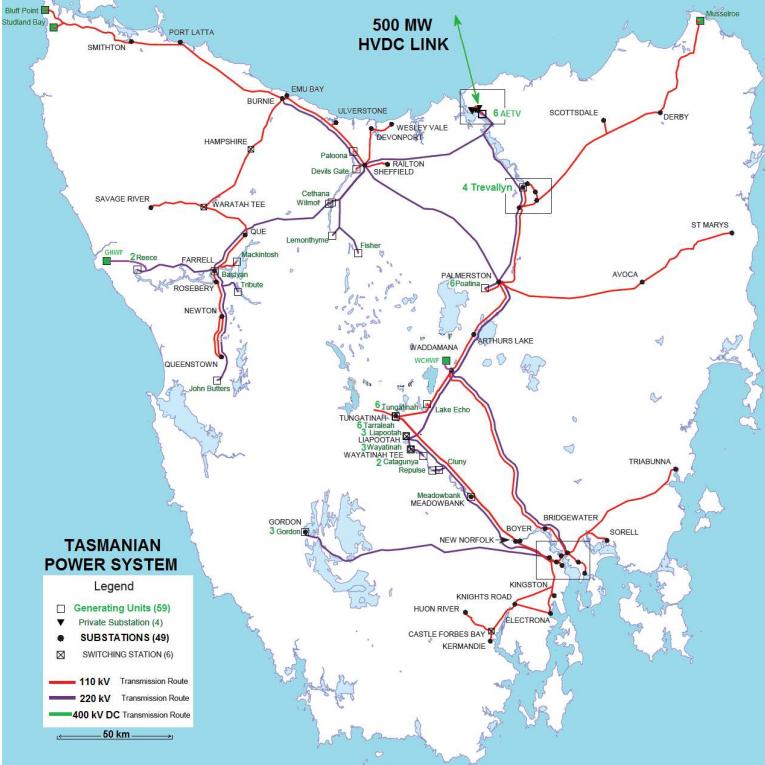 Bluff Point
Studland Bay
SMITHTON
PORT LATTA
500 MW
HVDC LINK
Musselroe
EMU BAY
BURNIE
ULVERSTONE
WESLEY VALE
DEVONPORT
6 AETV
SCOTTSDALE
DERBY
HAMPSHIRE
Paloona
Devils Gate
RAILTON
SHEFFIELD
4 Trevallyn
Cethana
Wilmot
SAVAGE RIVER
WARATAH TEE
QUE
Lemonthyme
Fisher
ST MARYS
GHWF
2 Reece
FARRELL
Mackintosh
Bastyan
Tribute
ROSEBERY
PALMERSTON
6 Poatina
AVOCA
NEWTON
ARTHURS LAKE
WADDAMANA
WCHWF
QUEENSTOWN
John Butters
6 Tungatinah
Lake Echo
TUNGATINAH
6 Tarraleah
3 Liapootah
LIAPOOTAH
3 Wayatinah
WAYATINAH TEE
2 Catagunya
Cluny
Repulse
TRIABUNNA
Meadowbank
MEADOWBANK
GORDON
3 Gordon
BRIDGEWATER
BOYER
NEW NORFOLK
SORELL
KINGSTON
KNIGHTS ROAD
HUON RIVER
ELECTRONA
CASTLE FORBES BAY
KERMANDIE
TASMANIAN
POWER SYSTEM
Legend
Generating Units (59)
Private Substation (4)
SUBSTATIONS (49)
SWITCHING STATION (6)
110 kV Transmission Route
220 kV Transmission Route
400 kV DC Transmission Route
50 km